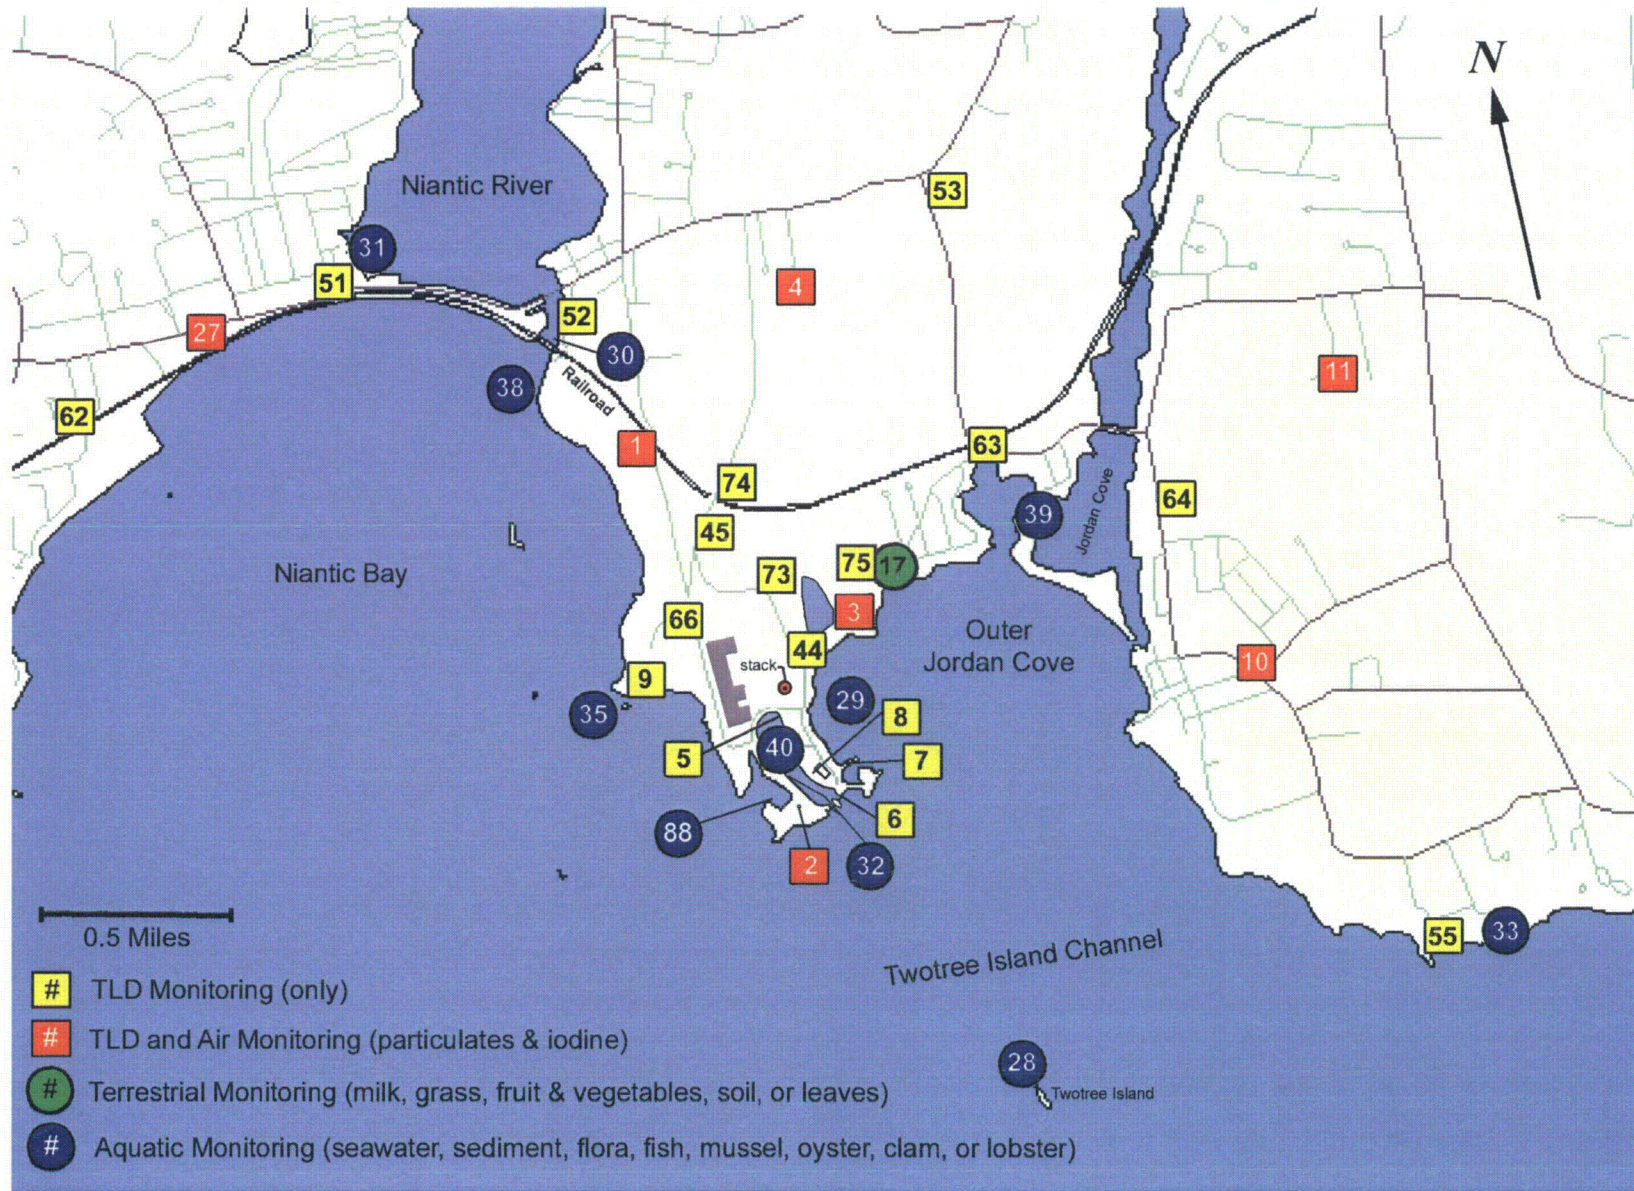 N
Niantic River
53
31
51
4
27
52
30
11
38
Railroad
62
1
63
74
64
39
Jordan Cove
45
Niantic Bay
73
75
17
3
66
Outer
Jordan Cove
44
stack
10
9
29
35
8
40
5
7
6
88
2
32
0.5 Miles
55
33
Twotree Island Channel
28
Twotree Island
# TLD Monitoring (only)
# TLD and Air Monitoring (particulates & iodine)
# Terrestrial Monitoring (milk, grass, fruit & vegetables, soil, or leaves)
# Aquatic Monitoring (seawater, sediment, flora, fish, mussel, oyster, clam, or lobster)